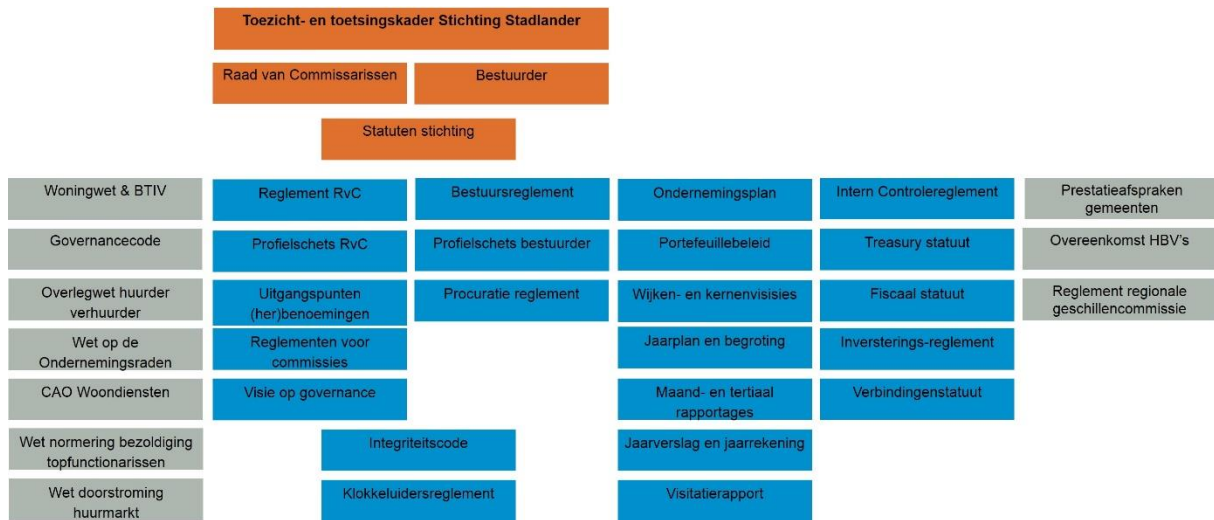 Toezicht- en toetsingskader Stichting Stadlander
Raad van Commissarissen
Bestuurder
Statuten stichting
Woningwet & BTIV
Reglement RvC
Bestuursreglement
Ondernemingsplan
Intern Controlereglement
Prestatieafspraken
gemeenten
Governancecode
Profielschets RvC
Profielschets bestuurder
Portefeuillebeleid
Treasury statuut
Overeenkomst HBV's
Overlegwet huurder
verhuurder
Uitgangspunten
(her)benoemingen
Procuratie reglement
Wijken- en kernenvisisies
Fiscaal statuut
Reglement regionale
geschillencommissie
Wet op de
Ondernemingsraden
Reglementen voor
commissies
Jaarplan en begroting
Inversterings-reglement
CAO Woondiensten
Visie op governance
Maand- en tertiaal
rapportages
Verbindingenstatuut
Wet normering bezoldiging
topfunctionarissen
Integriteitscode
Jaarverslag en jaarrekening
Wet doorstroming
huurmarkt
Klokkeluidersreglement
Visitatierapport